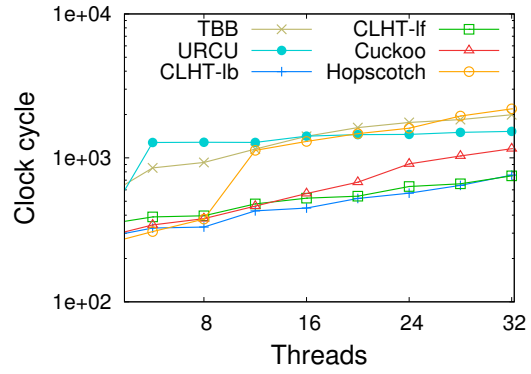 1e+04
TBB CLHT-lf
URCU Cuckoo
CLHT-lb Hopscotch
Clock cycle
1e+03
1e+02
8 16 24 32
Threads